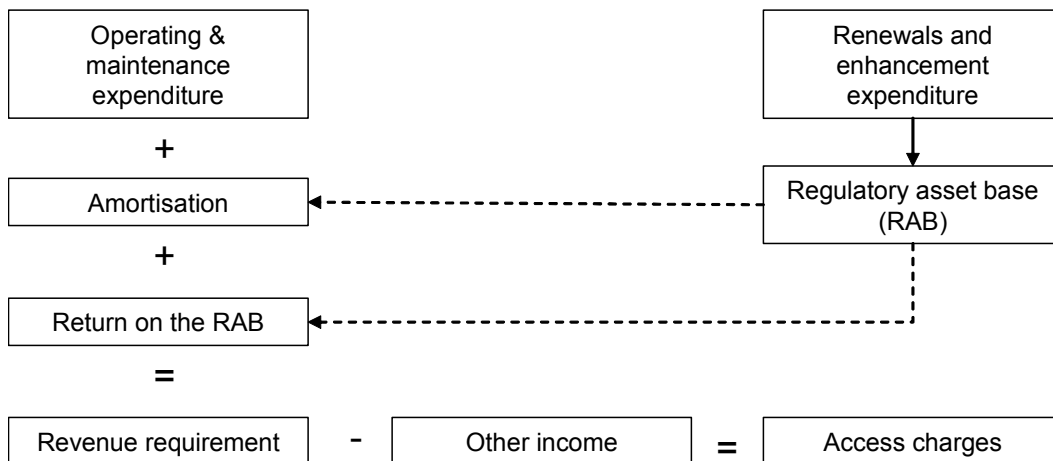 Operating &
maintenance
expenditure
Renewals and
enhancement
expenditure
+
Amortisation
Regulatory asset base
(RAB)
+
Return on the RAB
=
Revenue requirement - Other income = Access charges